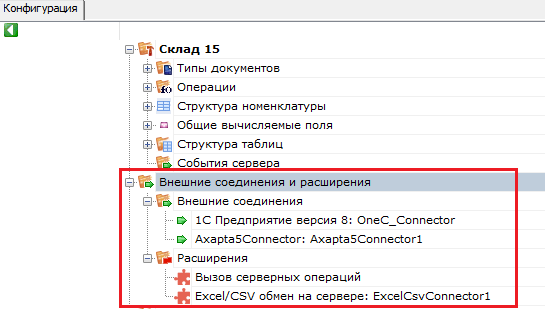 Конфигурация
Склад 15
Типы документов
Операции
Структура номенклатуры
Общие вычисляемые поля
Структура таблиц
События сервера
Внешние соединения и расширения
Внешние соединения
1С Предприятие версия 8: OneC_Connector
Axapta5Connector: Axapta5Connector1
Расширения
Вызов серверных операций
Excel/CSV обмен на сервере: ExcelCsvConnector1